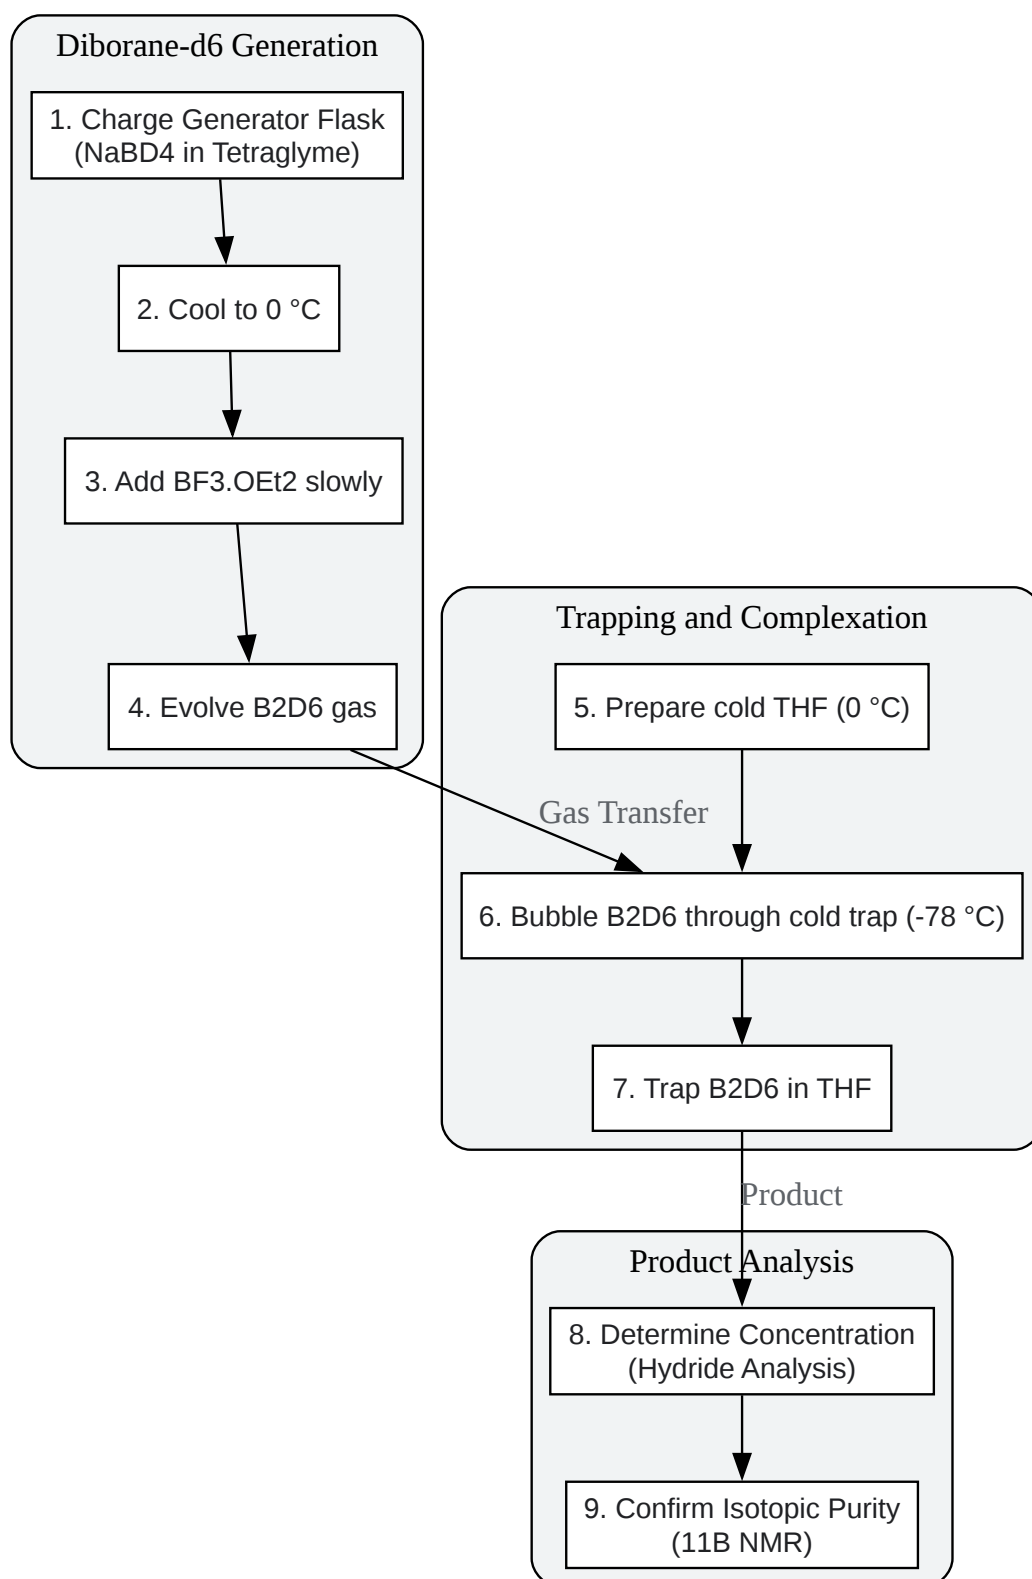 Diborane-d6 Generation
1. Charge Generator Flask
(NaBD4 in Tetraglyme)
2. Cool to 0 °C
3. Add BF3.OEt2 slowly
4. Evolve B2D6 gas
Trapping and Complexation
5. Prepare cold THF (0 °C)
Gas Transfer
6. Bubble B2D6 through cold trap (-78 °C)
7. Trap B2D6 in THF
Product
Product Analysis
8. Determine Concentration
(Hydride Analysis)
9. Confirm Isotopic Purity
(11B NMR)